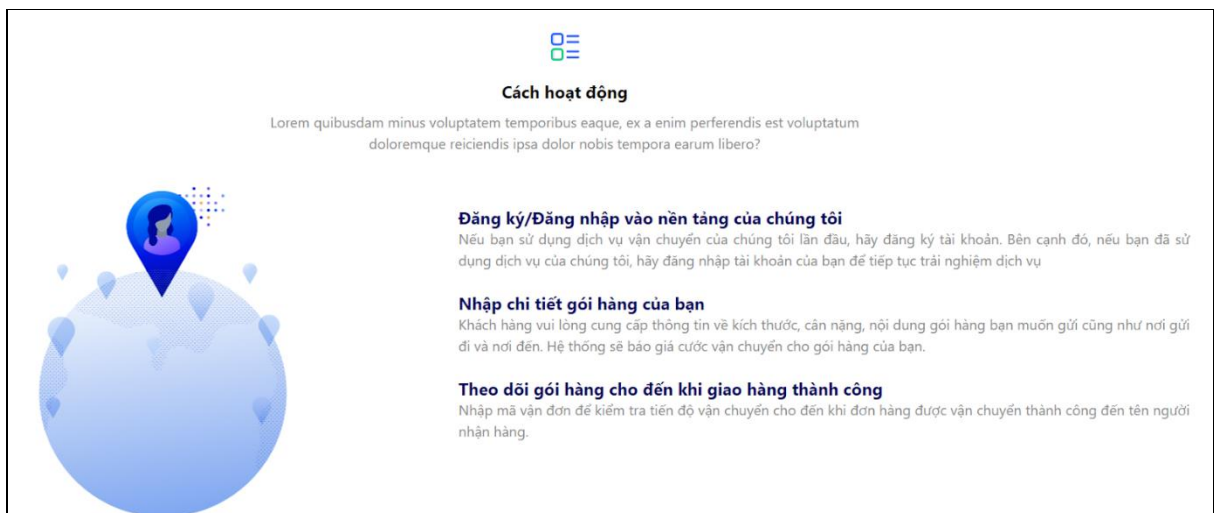 Cách hoạt động
Lorem quibusdam minus voluptatem temporibus eaque, ex a enim perferendis est voluptatum
doloremque reiciendis ipsa dolor nobis tempora earum libero?
Đăng ký/Đăng nhập vào nền tảng của chúng tôi
Nếu bạn sử dụng dịch vụ vận chuyển của chúng tôi lần đầu, hãy đăng ký tài khoản. Bên cạnh đó, nếu bạn đã sử
dụng dịch vụ của chúng tôi, hãy đăng nhập tài khoản của bạn để tiếp tục trải nghiệm dịch vụ
Nhập chi tiết gói hàng của bạn
Khách hàng vui lòng cung cấp thông tin về kích thước, cân nặng, nội dung gói hàng bạn muốn gửi cũng như nơi gửi
đi và nơi đến. Hệ thống sẽ báo giá cước vận chuyển cho gói hàng của bạn.
Theo dõi gói hàng cho đến khi giao hàng thành công
Nhập mã vận đơn để kiểm tra tiến độ vận chuyển cho đến khi đơn hàng được vận chuyển thành công đến tên người
nhận hàng.